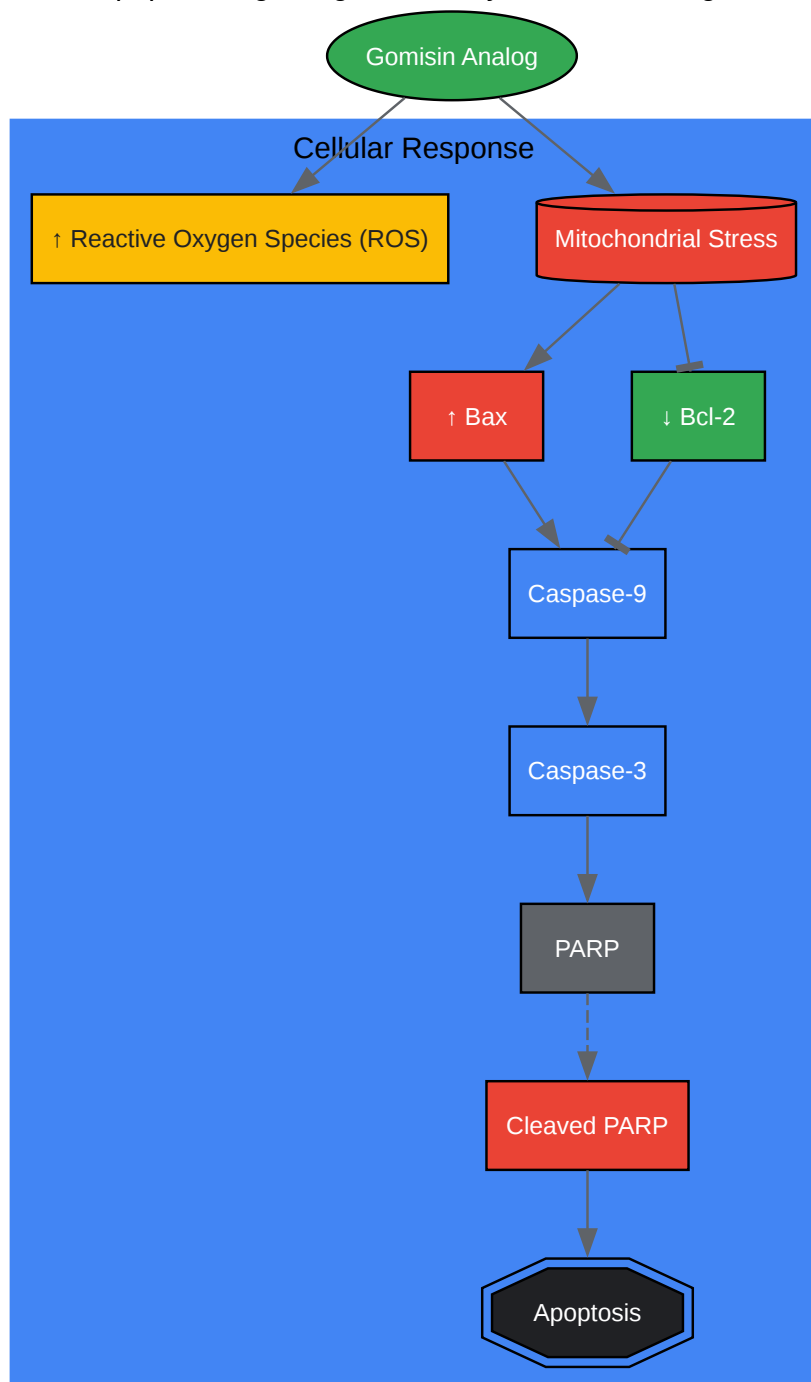 Gomisin Analog
Cellular Response
↑ Reactive Oxygen Species (ROS)
Mitochondrial Stress
↑ Bax
↓ Bcl-2
Caspase-9
Caspase-3
PARP
Cleaved PARP
Apoptosis